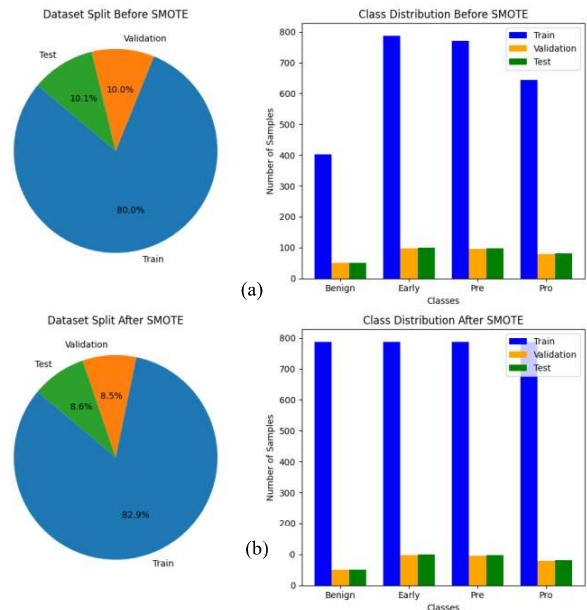 Dataset Split Before SMOTE
Validation
Test
10.0%
10.1%
80.0%
Train
(a)
Class Distribution Before SMOTE
Train
Validation
Test
Number of Samples
800
700
600
500
400
300
200
100
0
Benign
Early
Pre
Pro
Classes
Dataset Split After SMOTE
Validation
Test
8.5%
8.6%
82.9%
Train
(b)
Class Distribution After SMOTE
Train
Validation
Test
Number of Samples
800
700
600
500
400
300
200
0
0
Benign
Early
Pre
Pro
Classes